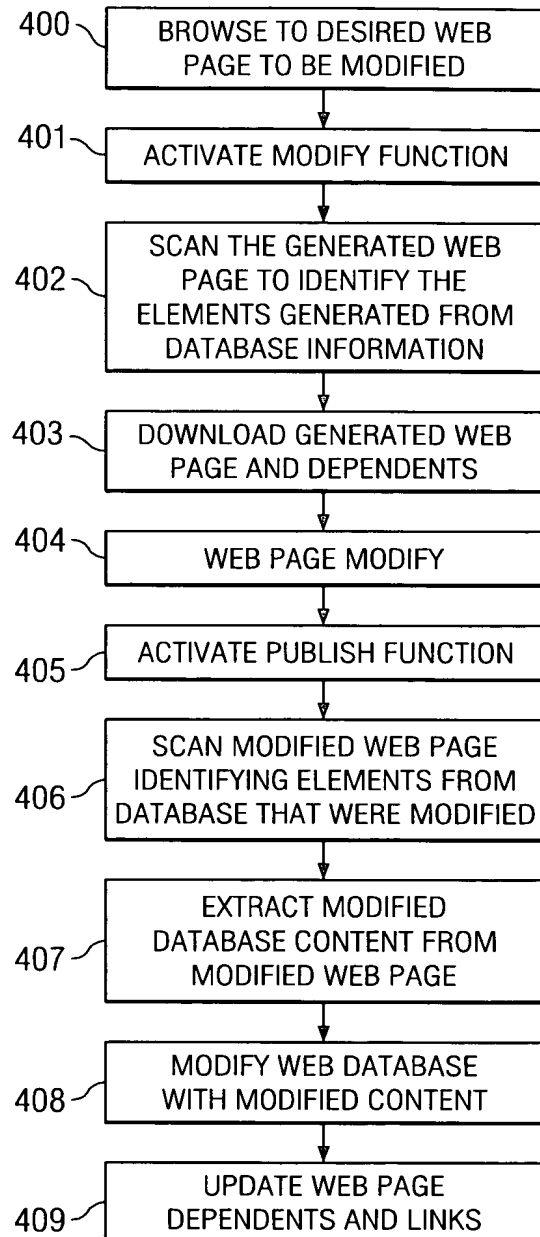 400
BROWSE TO DESIRED WEB
PAGE TO BE MODIFIED
401
ACTIVATE MODIFY FUNCTION
402
SCAN THE GENERATED WEB
PAGE TO IDENTIFY THE
ELEMENTS GENERATED FROM
DATABASE INFORMATION
403
DOWNLOAD GENERATED WEB
PAGE AND DEPENDENTS
404
WEB PAGE MODIFY
405
ACTIVATE PUBLISH FUNCTION
406
SCAN MODIFIED WEB PAGE
IDENTIFYING ELEMENTS FROM
DATABASE THAT WERE MODIFIED
407
EXTRACT MODIFIED
DATABASE CONTENT FROM
MODIFIED WEB PAGE
408
MODIFY WEB DATABASE
WITH MODIFIED CONTENT
409
UPDATE WEB PAGE
DEPENDENTS AND LINKS